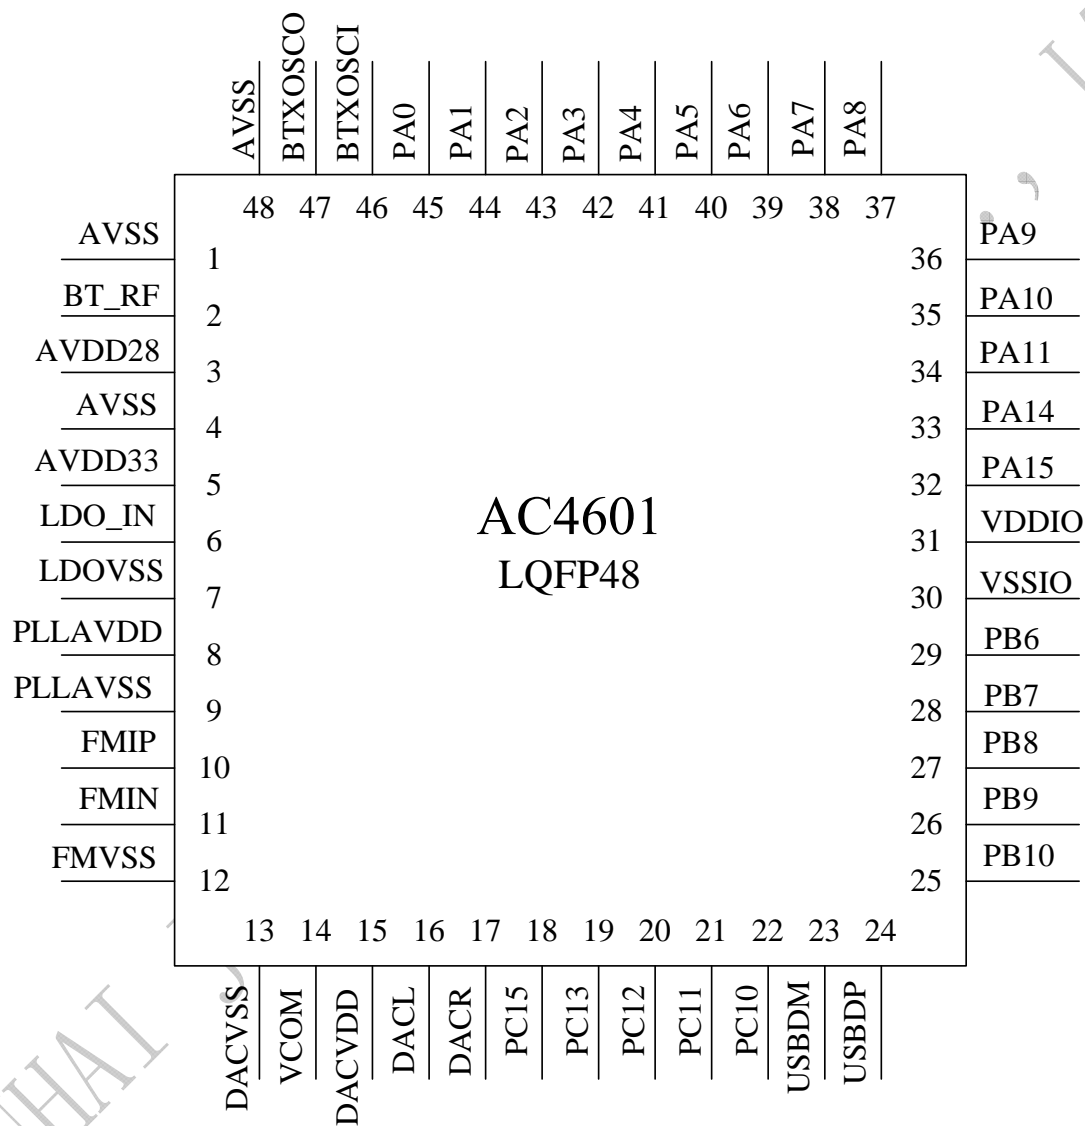 AVSS BTXOSCO BTXOSCI PA0 PA1 PA2 PA3 PA4 PA5 PA6 PA7 PA8
48 47 46 45 44 43 42 41 40 39 38 37
AVSS 1 36 PA9
BT_RF 2 35 PA10
AVDD28 3 34 PA11
AVSS 4 33 PA14
AVDD33 5 32 PA15
AC4601
LDO_IN 6 31 VDDIO
LQFP48
LDOVSS 7 30 VSSIO
PLLAVDD 8 29 PB6
PLLAVSS 9 28 PB7
FMIP 10 27 PB8
FMIN 11 26 PB9
FMVSS 12 25 PB10
13 14 15 16 17 18 19 20 21 22 23 24
DACVSS VCOM DACVDD DACL DACR PC15 PC13 PC12 PC11 PC10 USBDM USBDP